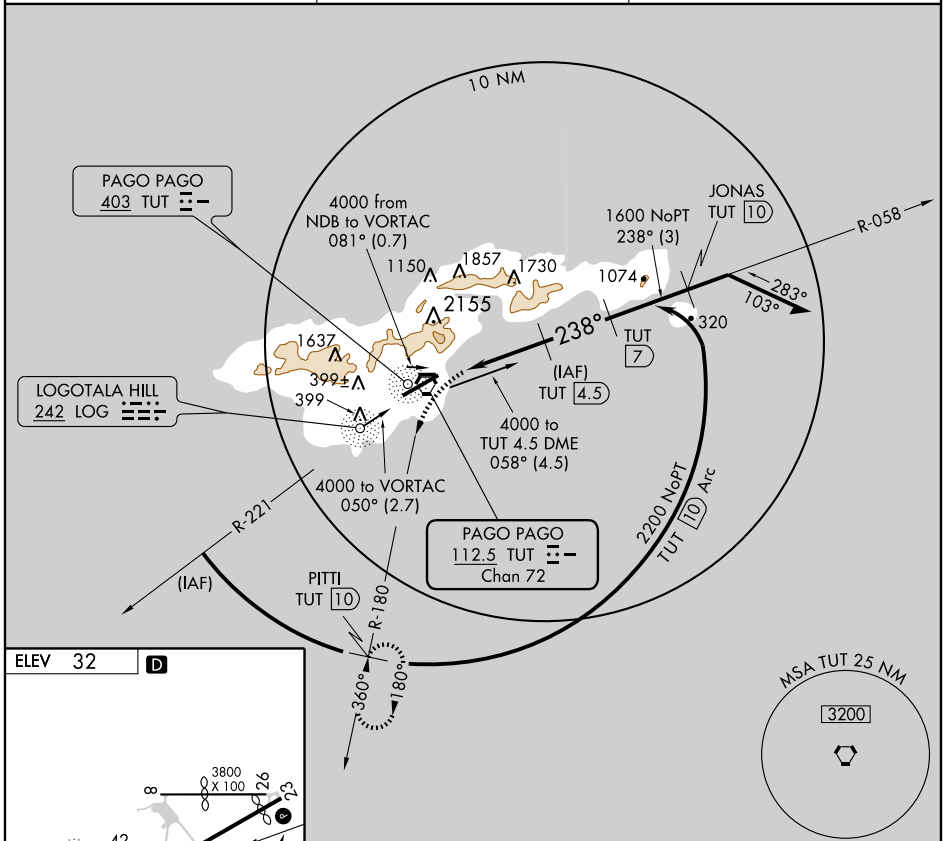 10 NM
PAGO PAGO
403 TUT
4000 from
NDB to VORTAC
081° (0.7)
JONAS
TUT 10
1600 NoPT
238° (3)
R-058
1150
1857
1730
1074
283°
103°
2155
320
238°
TUT
7
1637
(IAF)
TUT 4.5
399±
399
LOGOTALA HILL
242 LOG
4000 to
TUT 4.5 DME
058° (4.5)
4000 to VORTAC
050° (2.7)
2200 NoPT
TUT 10 Arc
R-221
PAGO PAGO
112.5 TUT
Chan 72
(IAF)
PITTI
TUT 10
R-180
360°
180°
ELEV 32
D
MSA TUT 25 NM
3200
8
3800
X 100
26
23
P